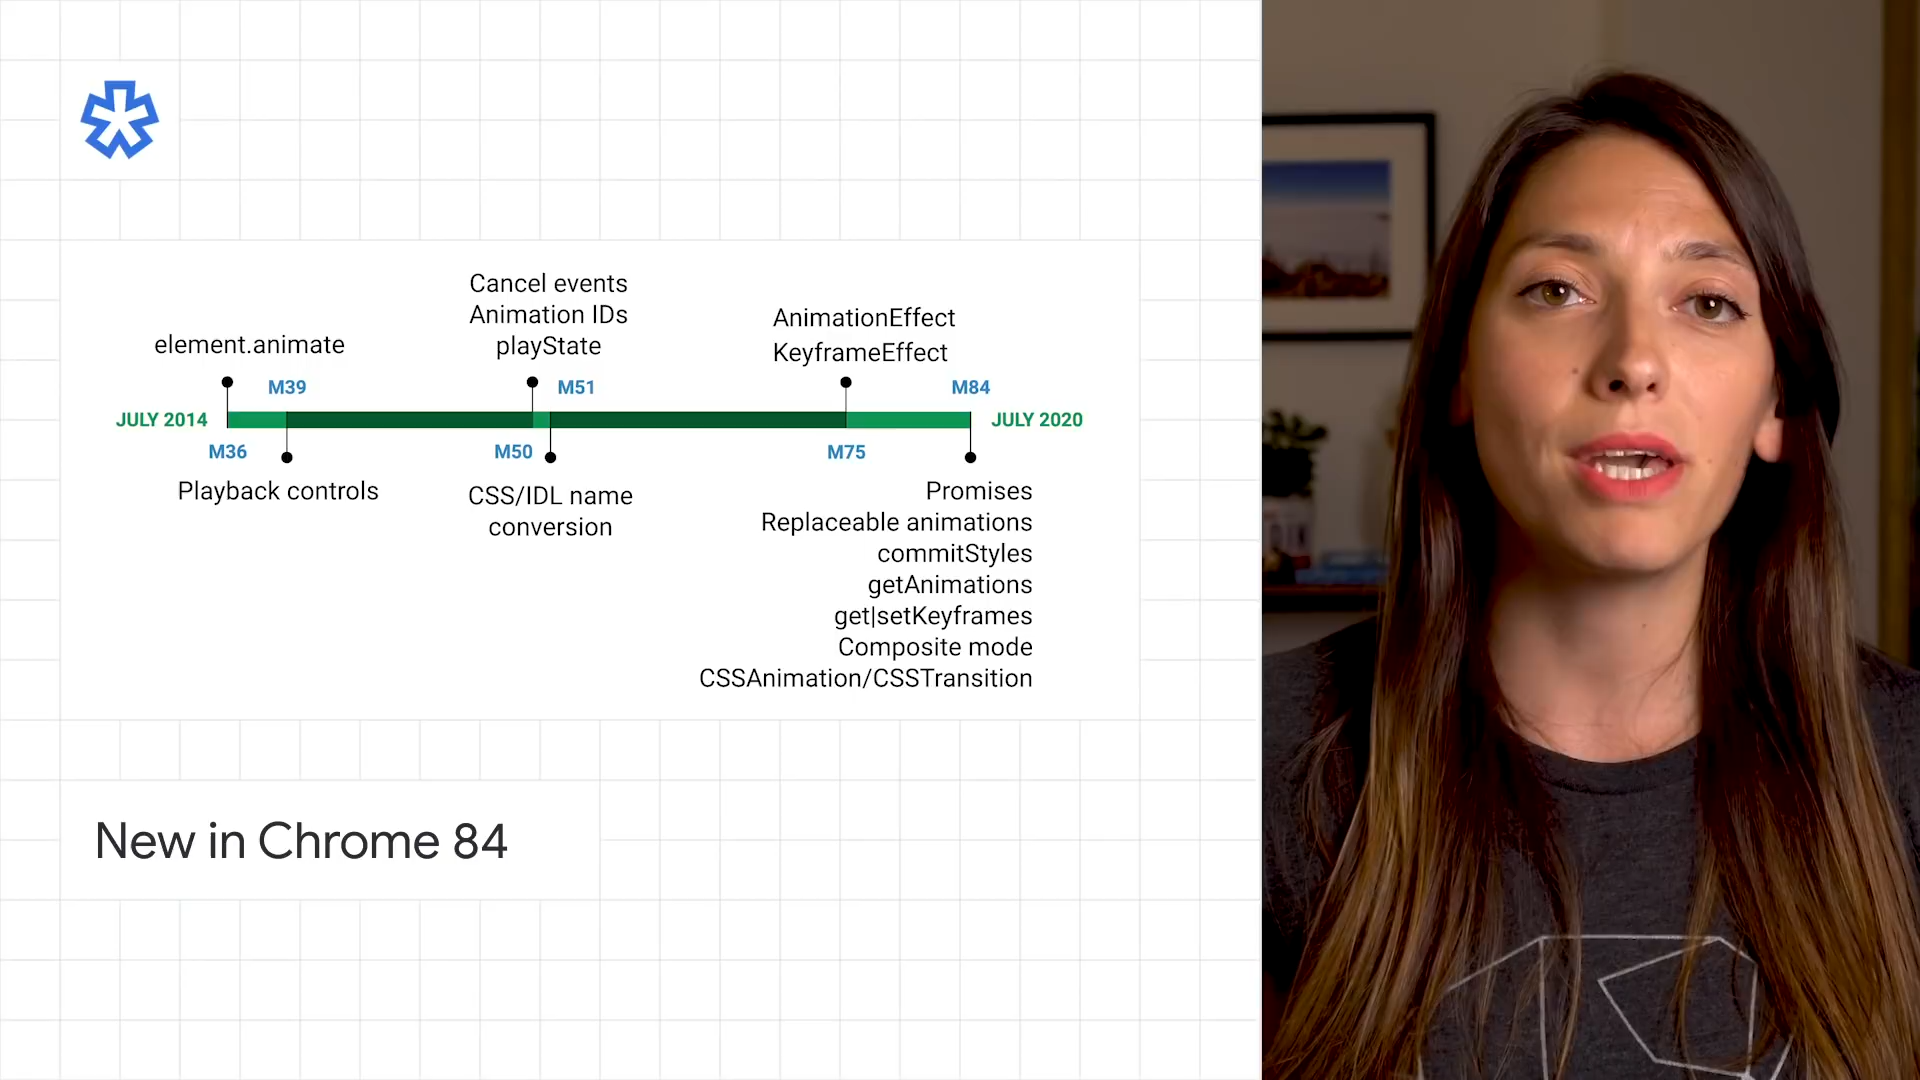 element.animate
Cancel events
Animation IDs
playState
AnimationEffect
KeyframeEffect
M39
M51
M84
JULY 2014
JULY 2020
M36
M50
M75
Playback controls
CSS/IDL name
conversion
Promises
Replaceable animations
commitStyles
getAnimations
get|setKeyframes
Composite mode
CSSAnimation/CSSTransition
New in Chrome 84